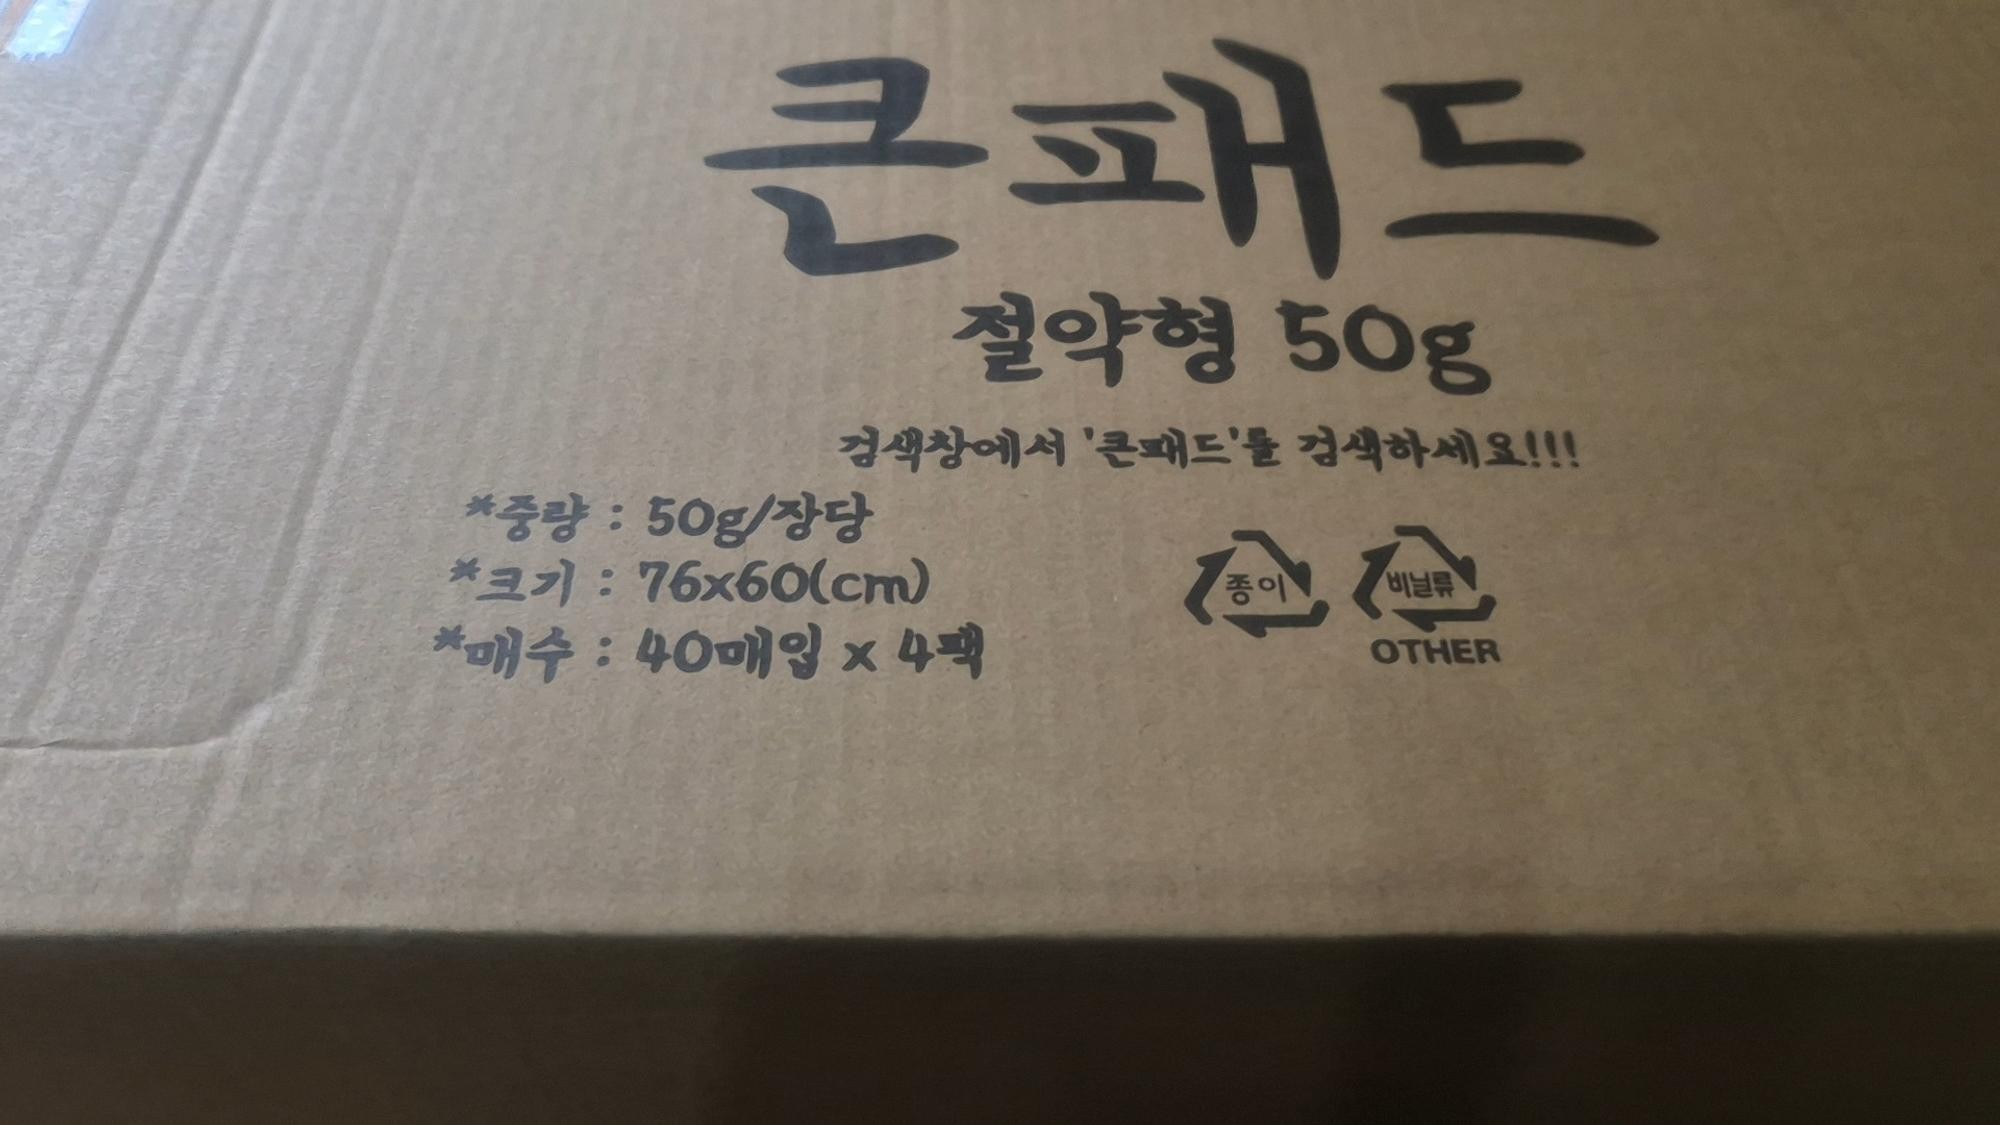 큰패드
절약형 50g
검색창에서 '큰패드'를 검색하세요!!!
*중량 : 50g/장당
*크기 : 76x60(cm)
*매수 : 40매입 x 4팩
종이
비닐류
OTHER